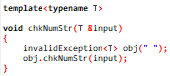 template<typename T>
void chkNumStr(T &input)
{
invalidException<T> obj(" ");
obj.chkNumStr(input);
}